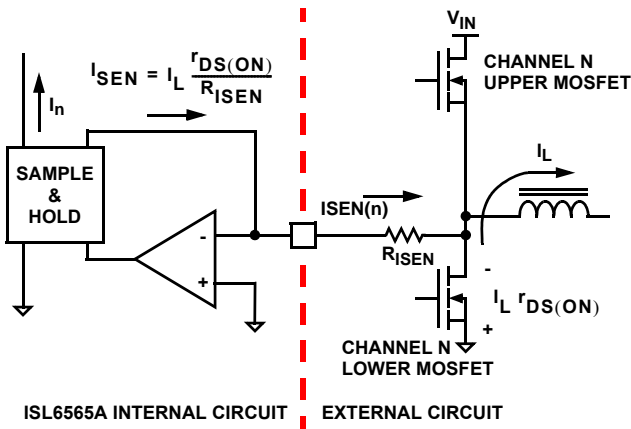 V_IN
CHANNEL N
UPPER MOSFET
I_SEN = I_L r_DS(ON) / R_ISEN
I_n
I_L
SAMPLE
&
HOLD
ISEN(n)
-
+
R_ISEN
-
I_L r_DS(ON)
+
CHANNEL N
LOWER MOSFET
ISL6565A INTERNAL CIRCUIT
EXTERNAL CIRCUIT